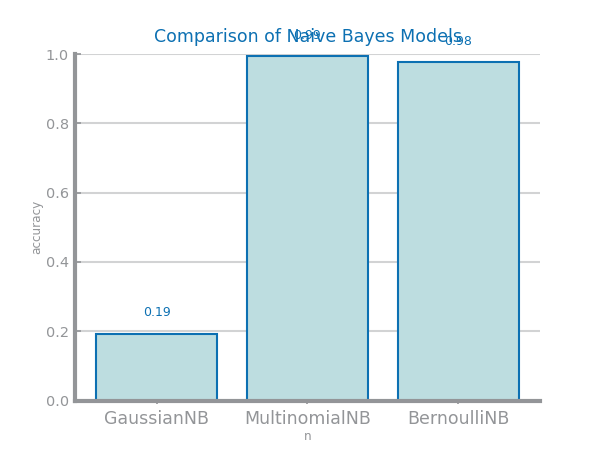 Comparison of Naive Bayes Models
0.99
0.98
1.0
0.8
0.6
0.4
0.2
0.0
accuracy
0.19
GaussianNB
MultinomialNB
BernoulliNB
n